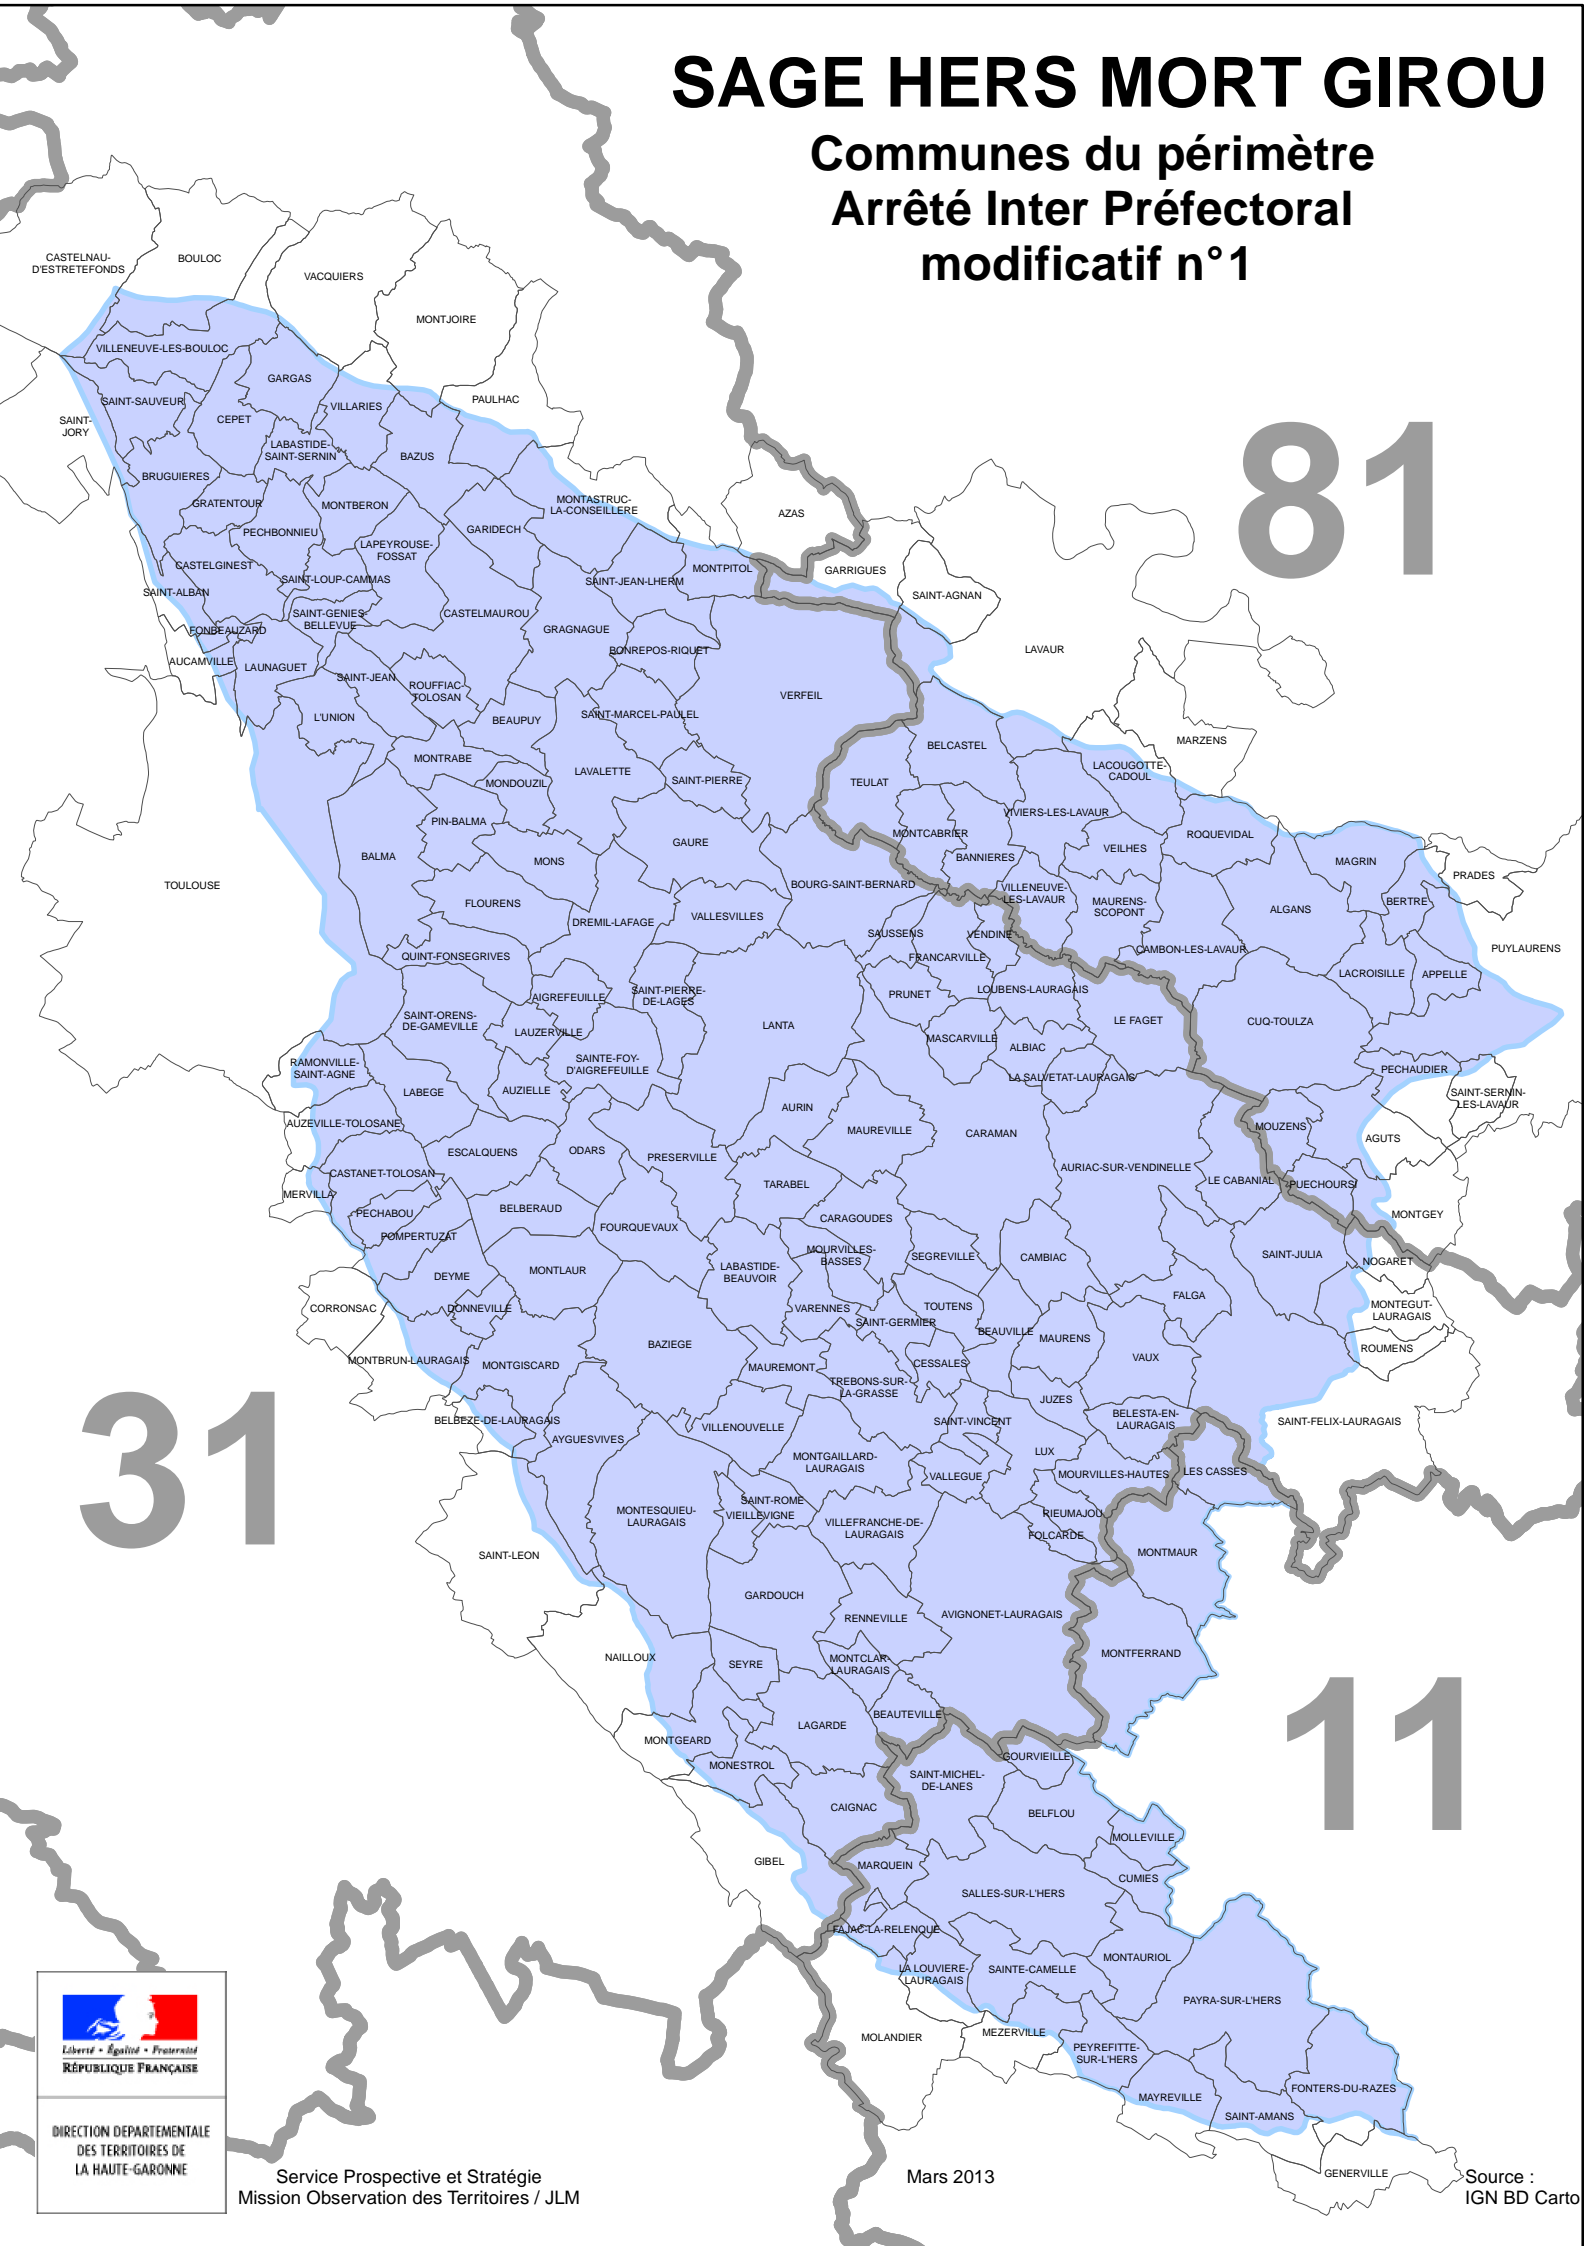 SAGE HERS MORT GIROU
Communes du périmètre
Arrêté Inter Préfectoral
modificatif n°1
CASTELNAU-
D'ESTRETEFONDS
BOULOC
VACQUIERS
MONTJOIRE
VILLENEUVE-LES-BOULOC
GARGAS
SAINT-SAUVEUR
VILLARIES
PAULHAC
SAINT-
JORY
CEPET
LABASTIDE-
SAINT-SERNIN
BAZUS
81
BRUGUIERES
GRATENTOUR
MONTBERON
MONTASTRUC-
LA-CONSEILLERE
AZAS
PECHBONNIEU
GARIDECH
LAPEYROUSE-
FOSSAT
CASTELGINEST
SAINT-LOUP-CAMMAS
SAINT-JEAN-LHERM
MONTPITOL
GARRIGUES
SAINT-ALBAN
SAINT-AGNAN
SAINT-GENIES-
BELLEVUE
CASTELMAUROU
FONBEAUZARD
GRAGNAGUE
BONREPOS-RIQUET
LAVAUR
AUCAMVILLE
LAUNAGUET
SAINT-JEAN
ROUFFIAC-
TOLOSAN
VERFEIL
L'UNION
BEAUPUY
SAINT-MARCEL-PAULEL
BELCASTEL
MARZENS
MONTRABE
LACOUGOTTE-
CADOUL
MONDOUZIL
LAVALETTE
SAINT-PIERRE
TEULAT
PIN-BALMA
VIVIERS-LES-LAVAUR
MONTCABRIER
ROQUEVIDAL
BALMA
MONS
GAURE
BANNIERES
VEILHES
MAGRIN
TOULOUSE
BOURG-SAINT-BERNARD
VILLENEUVE-
LES-LAVAUR
PRADES
FLOURENS
MAURENS-
SCOPONT
ALGANS
BERTRE
DREMIL-LAFAGE
VALLESVILLES
SAUSSENS
VENDINE
QUINT-FONSEGRIVES
FRANCARVILLE
CAMBON-LES-LAVAUR
PUYLAURENS
LACROISILLE
APPELLE
AIGREFEUILLE
SAINT-PIERRE-
DE-LAGES
PRUNET
LOUBENS-LAURAGAIS
SAINT-ORENS-
DE-GAMEVILLE
LAUZERVILLE
LANTA
LE FAGET
CUQ-TOULZA
MASCARVILLE
ALBIAC
RAMONVILLE-
SAINT-AGNE
SAINTE-FOY-
D'AIGREFEUILLE
PECHAUDIER
LABEGE
AUZIELLE
LA SALVETAT-LAURAGAIS
SAINT-SERNIN-
LES-LAVAUR
AURIN
AUZEVILLE-TOLOSANE
MAUREVILLE
CARAMAN
MOUZENS
AGUTS
ESCALQUENS
ODARS
PRESERVILLE
CASTANET-TOLOSAN
AURIAC-SUR-VENDINELLE
MERVILLA
TARABEL
LE CABANIAL
PUECHOURSI
PECHABOU
BELBERAUD
CARAGOUDES
MONTGEY
POMPERTUZAT
FOURQUEVAUX
MOURVILLES-
BASSES
SEGREVILLE
CAMBIAC
SAINT-JULIA
NOGARET
DEYME
MONTLAUR
LABASTIDE-
BEAUVOIR
FALGA
CORRONSAC
DONNEVILLE
VARENNES
TOUTENS
MONTEGUT-
LAURAGAIS
SAINT-GERMIER
BEAUVILLE
MAURENS
BAZIEGE
ROUMENS
MONTBRUN-LAURAGAIS
MONTGISCARD
MAUREMONT
CESSALES
VAUX
TREBONS-SUR-
LA-GRASSE
31
JUZES
BELBEZE-DE-LAURAGAIS
VILLENOUVELLE
SAINT-VINCENT
BELESTA-EN-
LAURAGAIS
SAINT-FELIX-LAURAGAIS
AYGUESVIVES
MONTGAILLARD-
LAURAGAIS
LUX
VALLEGUE
MOURVILLES-HAUTES
LES CASSES
SAINT-ROME
MONTESQUIEU-
LAURAGAIS
VIEILLEVIGNE
VILLEFRANCHE-DE-
LAURAGAIS
RIEUMAJOU
FOLCARDE
SAINT-LEON
MONTMAUR
GARDOUCH
RENNEVILLE
AVIGNONET-LAURAGAIS
NAILLOUX
SEYRE
MONTCLAR-
LAURAGAIS
MONTFERRAND
11
LAGARDE
BEAUTEVILLE
MONTGEARD
MONESTROL
GOURVIEILLE
SAINT-MICHEL-
DE-LANES
CAIGNAC
BELFLOU
MOLLEVILLE
GIBEL
MARQUEIN
CUMIES
SALLES-SUR-L'HERS
FAJAC-LA-RELENQUE
MONTAURIOL
LA LOUVIERE-
LAURAGAIS
SAINTE-CAMELLE
PAYRA-SUR-L'HERS
MOLANDIER
MEZERVILLE
PEYREFITTE-
SUR-L'HERS
MAYREVILLE
FONTERS-DU-RAZES
SAINT-AMANS
GENERVILLE
Liberté • Égalité • Fraternité
RÉPUBLIQUE FRANÇAISE
DIRECTION DEPARTEMENTALE
DES TERRITOIRES DE
LA HAUTE-GARONNE
Service Prospective et Stratégie
Mission Observation des Territoires / JLM
Mars 2013
Source :
IGN BD Carto